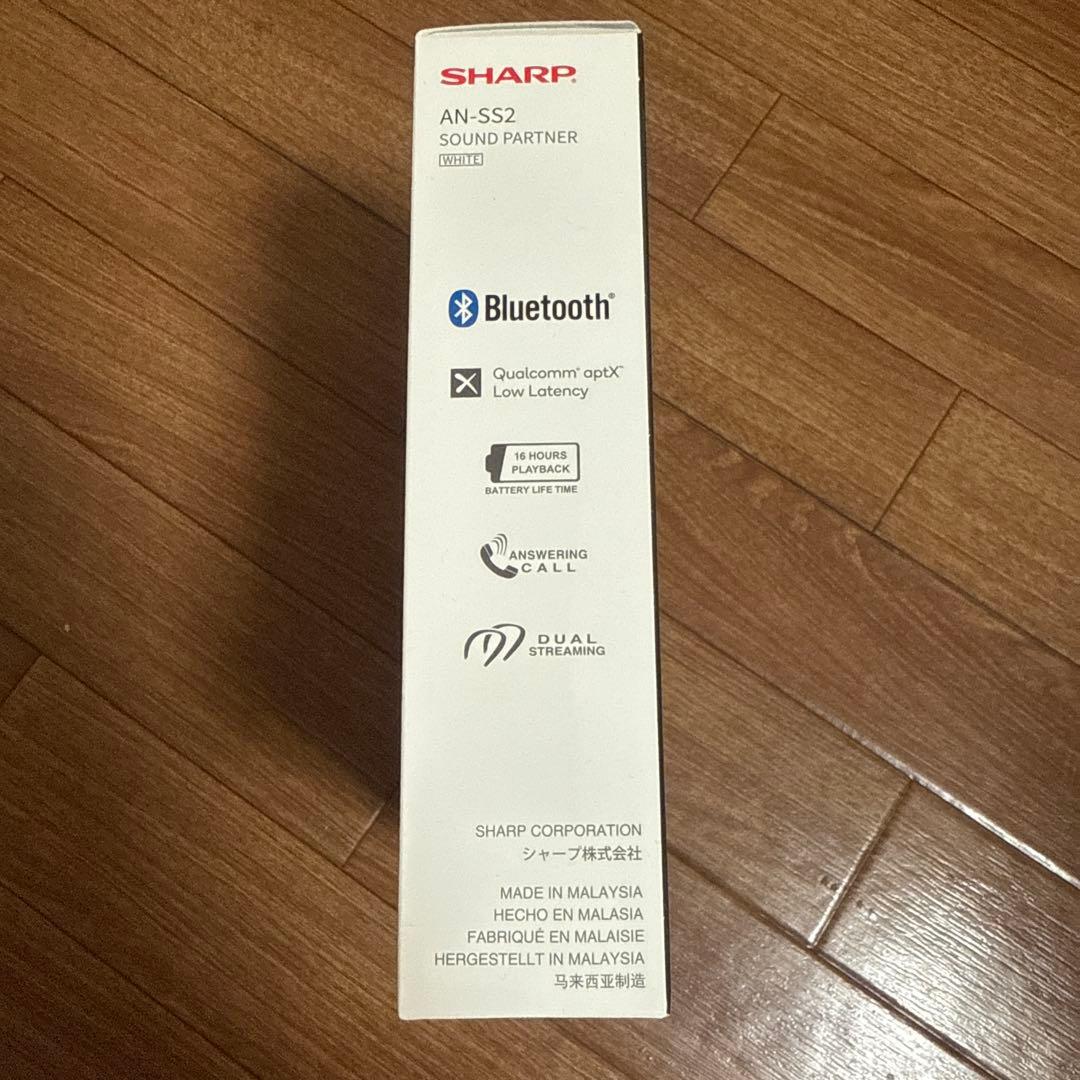 SHARP
AN-SS2
SOUND PARTNER
WHITE
Bluetooth®
Qualcomm® aptX™
Low Latency
16 HOURS
PLAYBACK
BATTERY LIFE TIME
ANSWERING
CALL
DUAL
STREAMING
SHARP CORPORATION
シャープ株式会社
MADE IN MALAYSIA
HECHO EN MALASIA
FABRIQUÉ EN MALAISIE
HERGESTELLT IN MALAYSIA
马来西亚制造